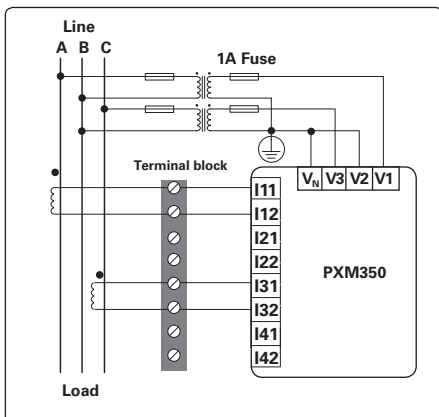 Line
A B C
1A Fuse
Terminal block
VN V3 V2 V1
I11
I12
I21
I22
I31
I32
I41
I42
PXM350
Load